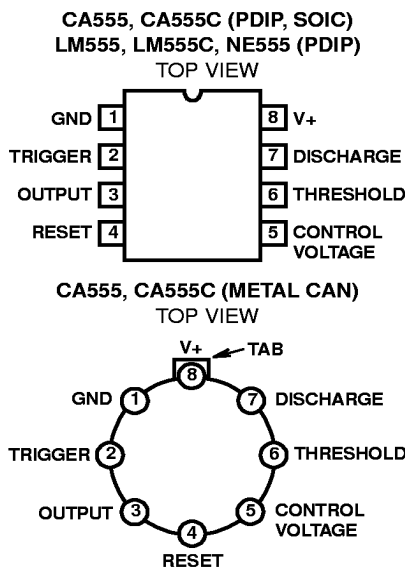 CA555, CA555C (PDIP, SOIC)
LM555, LM555C, NE555 (PDIP)
TOP VIEW
GND 1 8 V+
TRIGGER 2 7 DISCHARGE
OUTPUT 3 6 THRESHOLD
RESET 4 5 CONTROL
VOLTAGE
CA555, CA555C (METAL CAN)
TOP VIEW
V+ TAB
8
GND 1 7 DISCHARGE
TRIGGER 2 6 THRESHOLD
OUTPUT 3 5 CONTROL
VOLTAGE
4
RESET